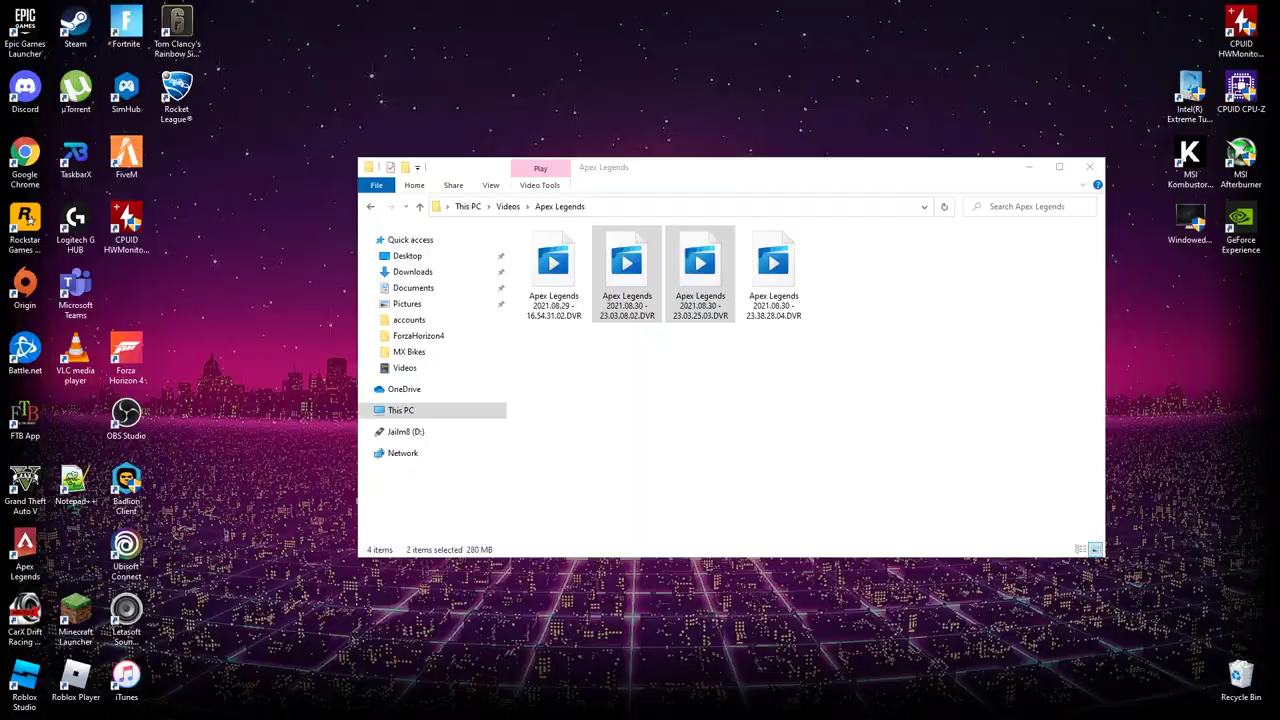 EPIC
GAMES
Epic Games
Launcher
Steam
Fortnite
Tom Clancy's
Rainbow Si...
Discord
µTorrent
SimHub
Rocket
League®
Google
Chrome
TaskbarX
FiveM
Rockstar
Games ...
Logitech G
HUB
CPUID
HWMonito...
Origin
Microsoft
Teams
Battle.net
VLC media
player
Forza
Horizon 4
FTB
FTB App
OBS Studio
Grand Theft
Auto V
Notepad++
Badlion
Client
Apex
Legends
Ubisoft
Connect
CarX Drift
Racing ...
Minecraft
Launcher
Letasoft
Soun...
Roblox
Studio
Roblox Player
iTunes
Play
Apex Legends
File
Home
Share
View
Video Tools
This PC
Videos
Apex Legends
Search Apex Legends
Quick access
Desktop
Downloads
Documents
Pictures
accounts
ForzaHorizon4
MX Bikes
Videos
OneDrive
This PC
Jailm8 (D:)
Network
Apex Legends
2021.08.29 -
16.54.31.02.DVR
Apex Legends
2021.08.30 -
23.03.08.02.DVR
Apex Legends
2021.08.30 -
23.03.25.03.DVR
Apex Legends
2021.08.30 -
23.38.28.04.DVR
4 items
2 items selected 280 MB
CPUID
HWMonito...
Intel(R)
Extreme Tu...
CPUID CPU-Z
K
MSI
Kombustor...
MSI
Afterburner
Windowed...
GeForce
Experience
Recycle Bin